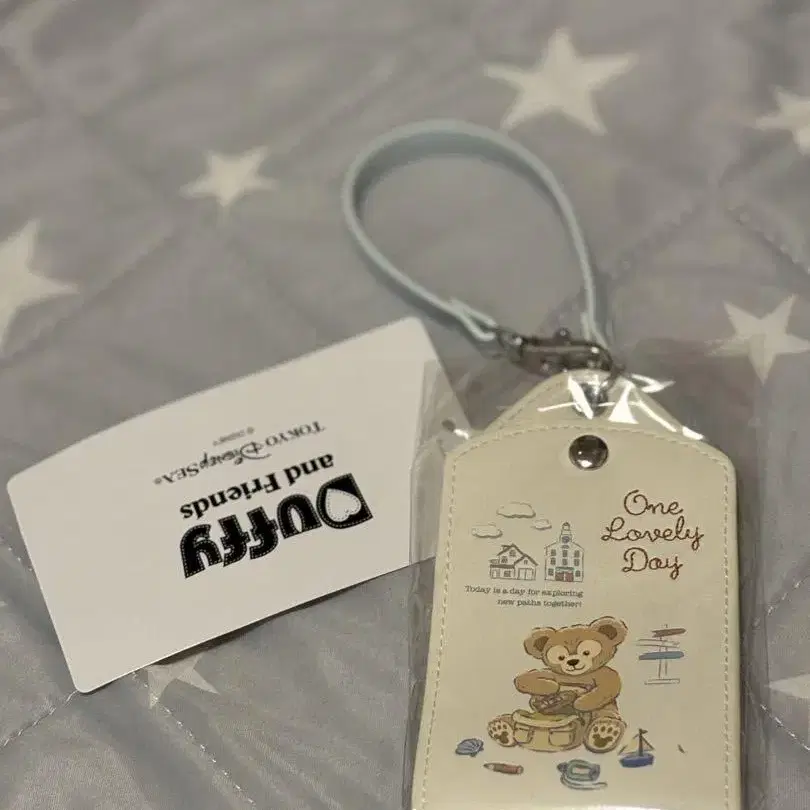 Duffy
and Friends
TOKYO DISNEYSEA®
© DISNEY
One
Lovely
Day
Today is a day for exploring
new paths together!